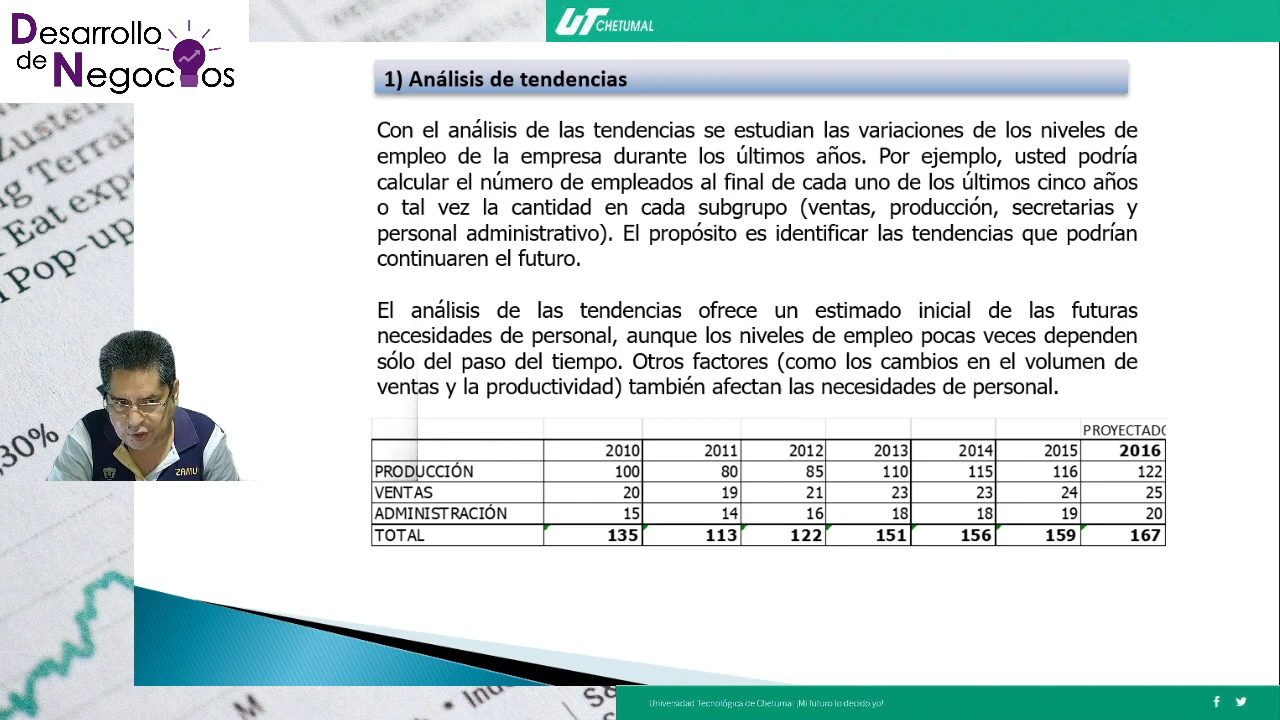 Desarrollo
de Negocios
UT CHETUMAL
1) Análisis de tendencias
Con el análisis de las tendencias se estudian las variaciones de los niveles de
empleo de la empresa durante los últimos años. Por ejemplo, usted podría
calcular el número de empleados al final de cada uno de los últimos cinco años
o tal vez la cantidad en cada subgrupo (ventas, producción, secretarias y
personal administrativo). El propósito es identificar las tendencias que podrían
continuaren el futuro.
El análisis de las tendencias ofrece un estimado inicial de las futuras
necesidades de personal, aunque los niveles de empleo pocas veces dependen
sólo del paso del tiempo. Otros factores (como los cambios en el volumen de
ventas y la productividad) también afectan las necesidades de personal.
PROYECTADO
2010 2011 2012 2013 2014 2015 2016
PRODUCCIÓN 100 80 85 110 115 116 122
VENTAS 20 19 21 23 23 24 25
ADMINISTRACIÓN 15 14 16 18 18 19 20
TOTAL 135 113 122 151 156 159 167
ng Terrai
Eat exp
Pop-up
,30%
ZAMU
Universidad Tecnológica de Chetumal ¡Mi futuro lo decido yo!